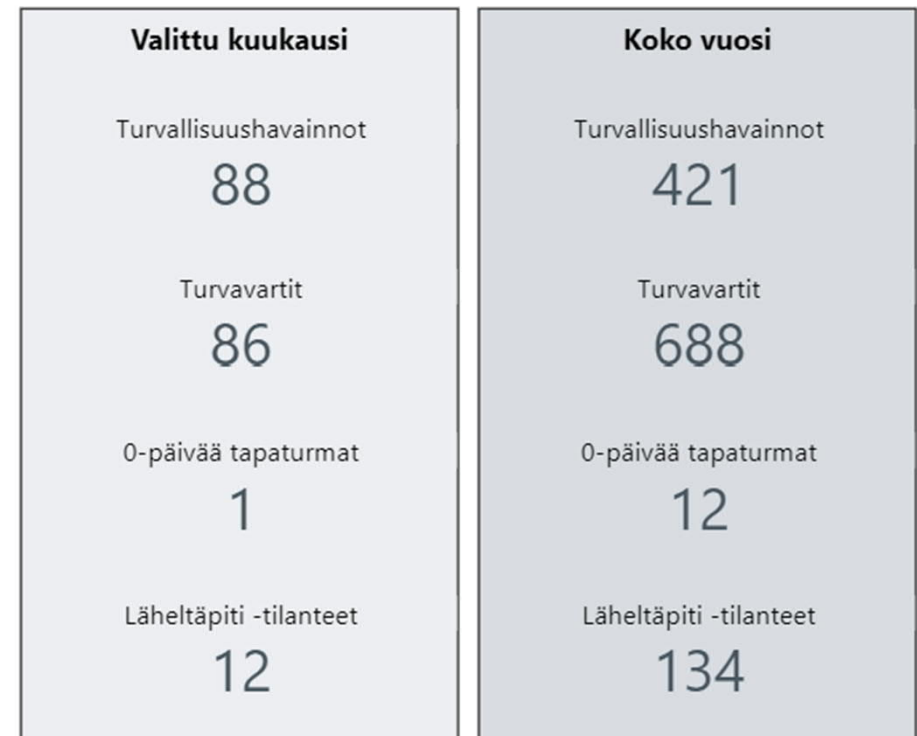 Valittu kuukausi
Turvallisuushavainnot
88
Turvavartit
86
0-päivää tapaturmat
1
Läheltäpiti -tilanteet
12
Koko vuosi
Turvallisuushavainnot
421
Turvavartit
688
0-päivää tapaturmat
12
Läheltäpiti -tilanteet
134